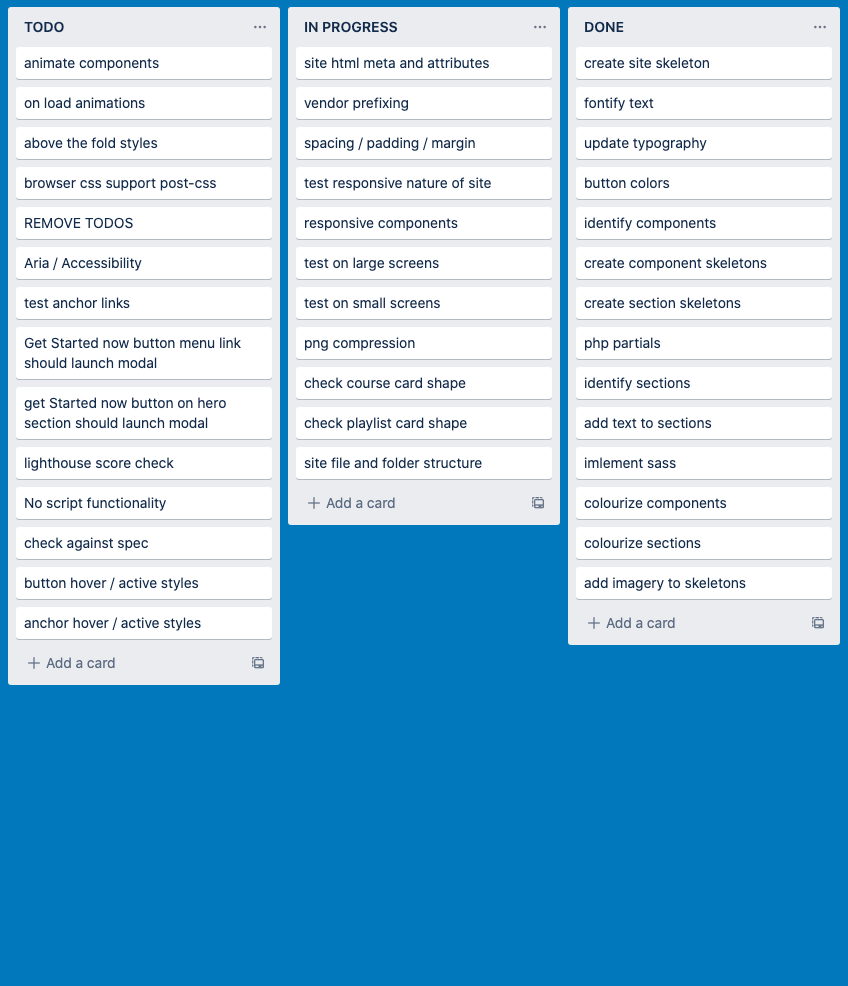 TODO
animate components
on load animations
above the fold styles
browser css support post-css
REMOVE TODOS
Aria / Accessibility
test anchor links
Get Started now button menu link
should launch modal
get Started now button on hero
section should launch modal
lighthouse score check
No script functionality
check against spec
button hover / active styles
anchor hover / active styles
Add a card
IN PROGRESS
site html meta and attributes
vendor prefixing
spacing / padding / margin
test responsive nature of site
responsive components
test on large screens
test on small screens
png compression
check course card shape
check playlist card shape
site file and folder structure
Add a card
DONE
create site skeleton
fontify text
update typography
button colors
identify components
create component skeletons
create section skeletons
php partials
identify sections
add text to sections
imlement sass
colourize components
colourize sections
add imagery to skeletons
Add a card